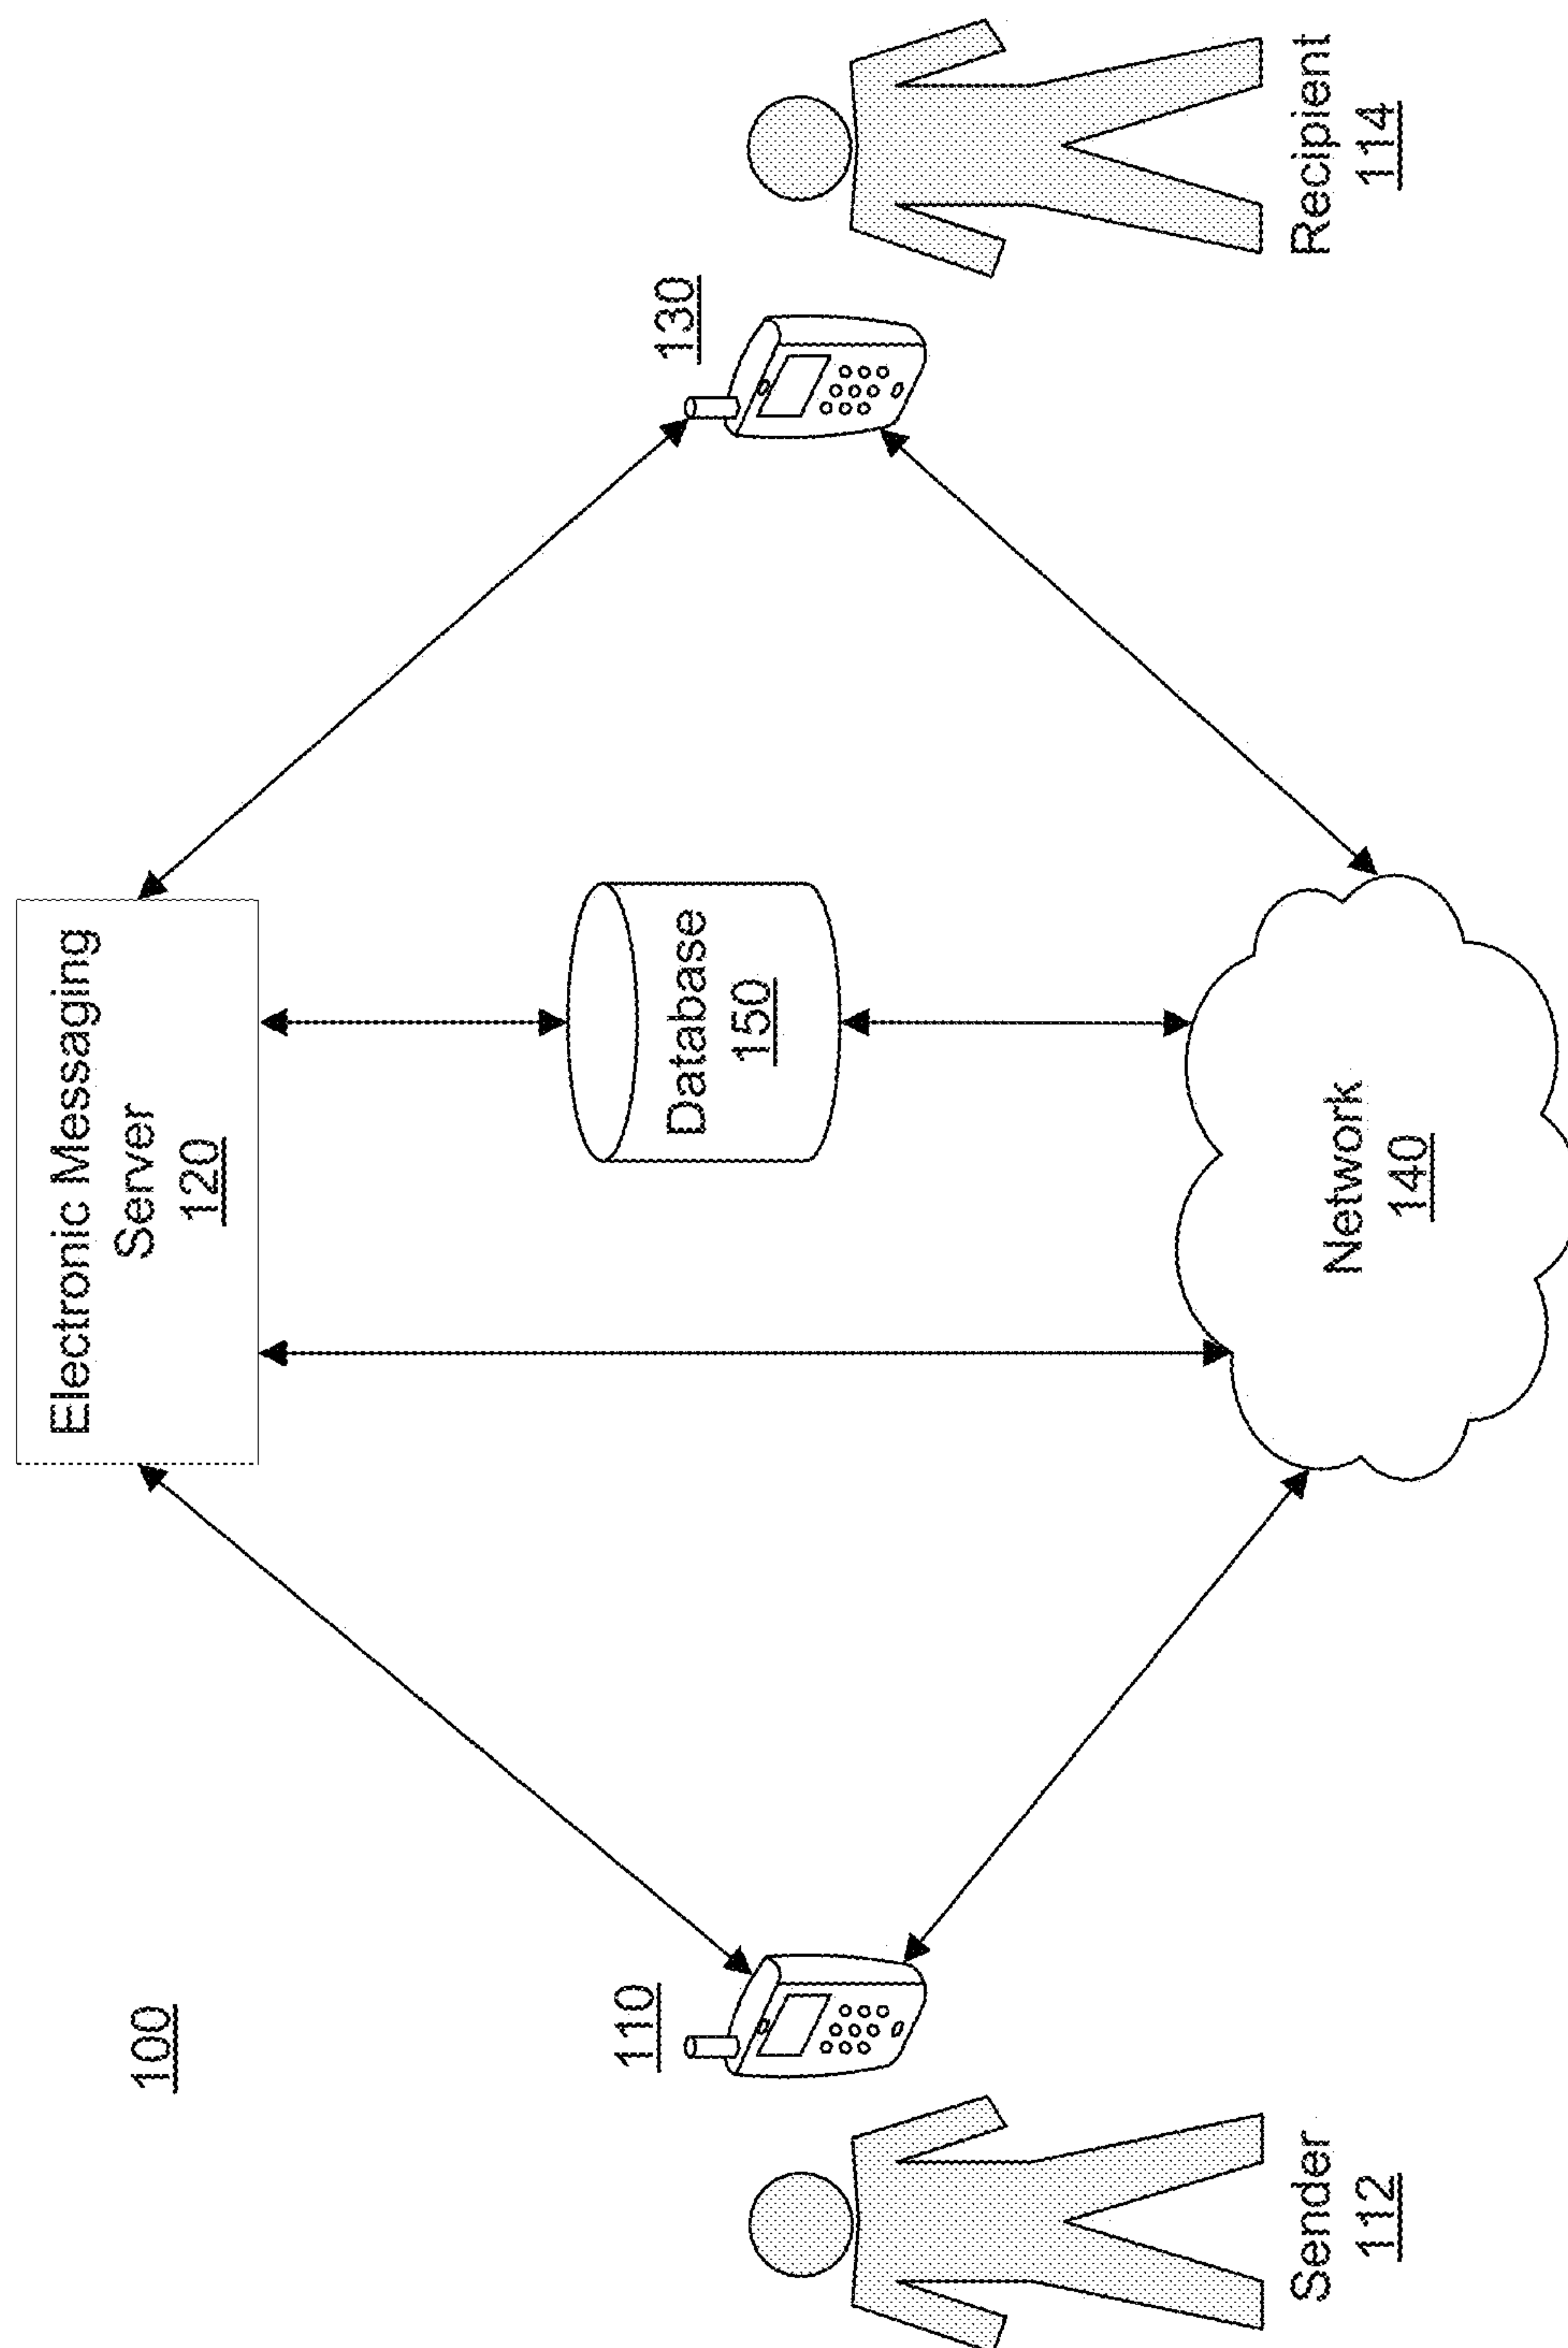 100
Electronic Messaging
Server
120
110
130
Database
150
Network
140
Sender
112
Recipient
114